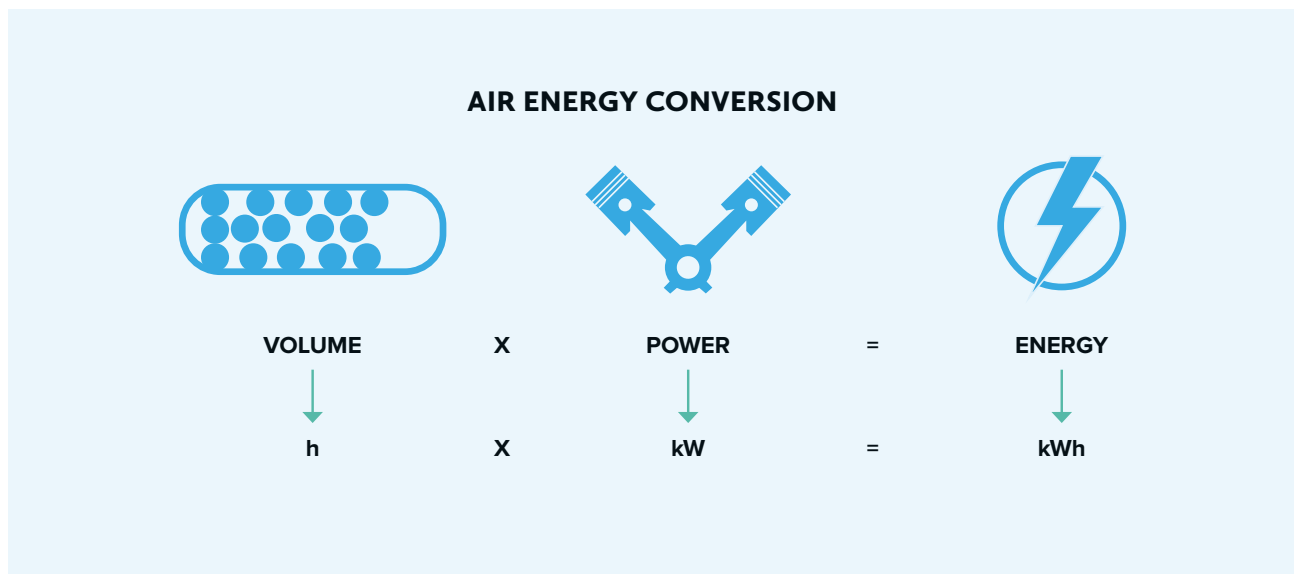 AIR ENERGY CONVERSION
VOLUME X POWER = ENERGY
h X kW = kWh